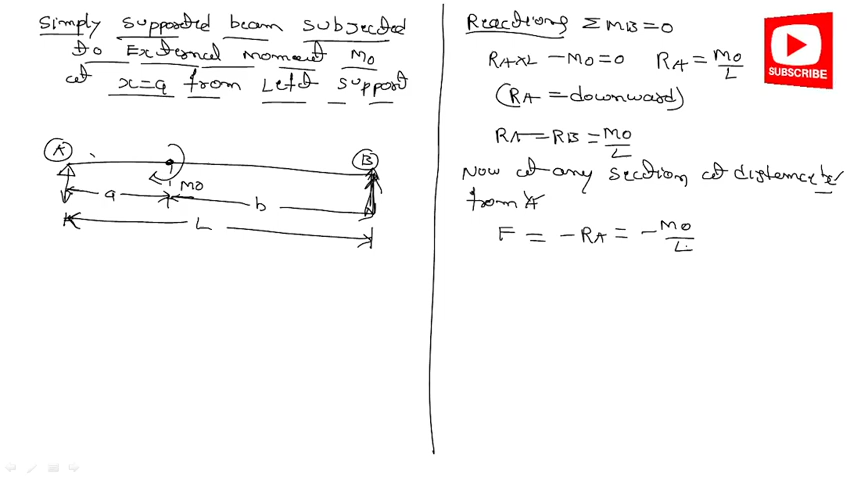 Simply supported beam subjected
to External moment Mo
at x=a from Left support
A
B
a
Mo
b
L
Reactions ΣMB=0
RA×L -Mo=0 RA = Mo/L
(RA = downward)
RA = RB = Mo/L
Now at any section at distance
from A
F = -RA = -Mo/L
SUBSCRIBE